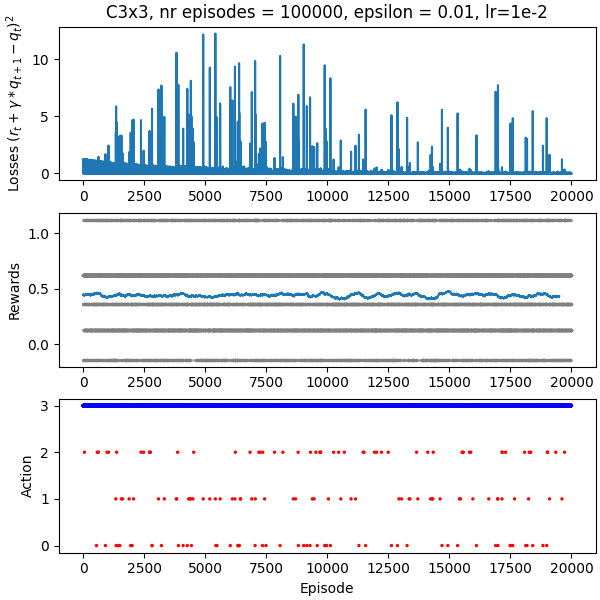 C3x3, nr episodes = 100000, epsilon = 0.01, lr=1e-2
Losses $(r_t + \gamma * q_{t+1} - q_t)^2$
10
5
0
0 2500 5000 7500 10000 12500 15000 17500 20000
Rewards
1.0
0.5
0.0
0 2500 5000 7500 10000 12500 15000 17500 20000
Action
3
2
1
0
0 2500 5000 7500 10000 12500 15000 17500 20000
Episode